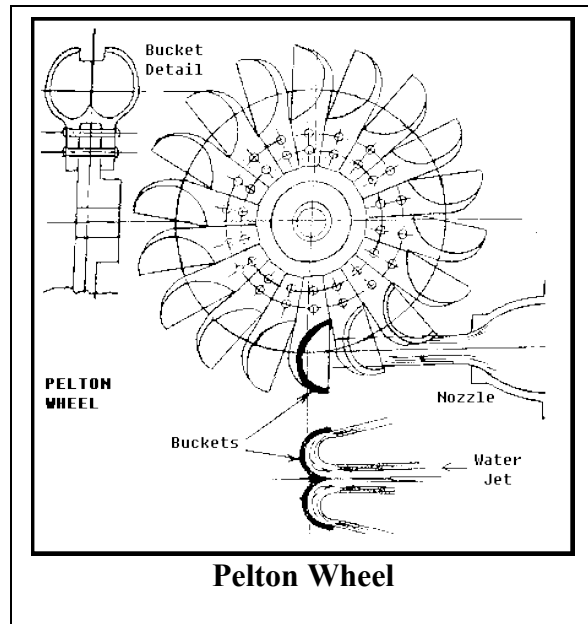 Bucket
Detail
PELTON
WHEEL
Nozzle
Buckets
Water
Jet
Pelton Wheel